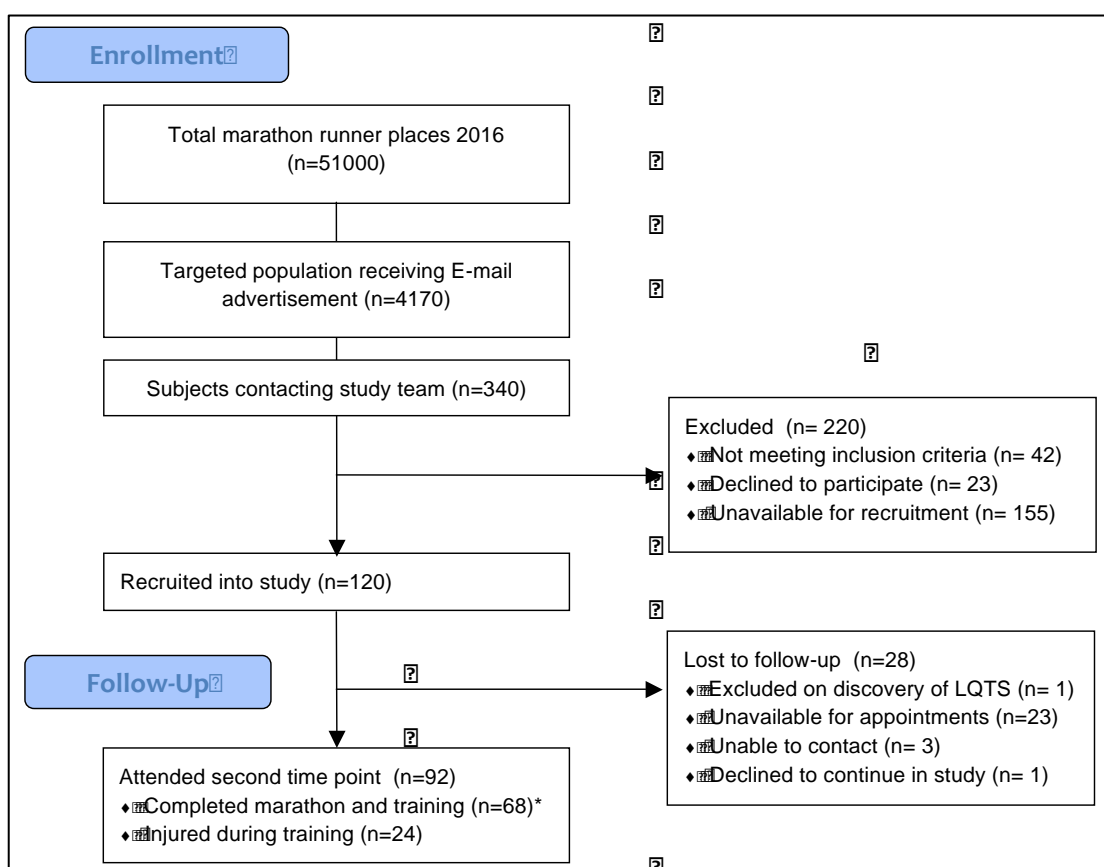 Enrollment
Total marathon runner places 2016
(n=51000)
Targeted population receiving E-mail
advertisement (n=4170)
Subjects contacting study team (n=340)
Excluded (n= 220)
♦Not meeting inclusion criteria (n= 42)
♦Declined to participate (n= 23)
♦Unavailable for recruitment (n= 155)
Recruited into study (n=120)
Follow-Up
Lost to follow-up (n=28)
♦Excluded on discovery of LQTS (n= 1)
♦Unavailable for appointments (n=23)
♦Unable to contact (n= 3)
♦Declined to continue in study (n= 1)
Attended second time point (n=92)
♦Completed marathon and training (n=68)*
♦Injured during training (n=24)